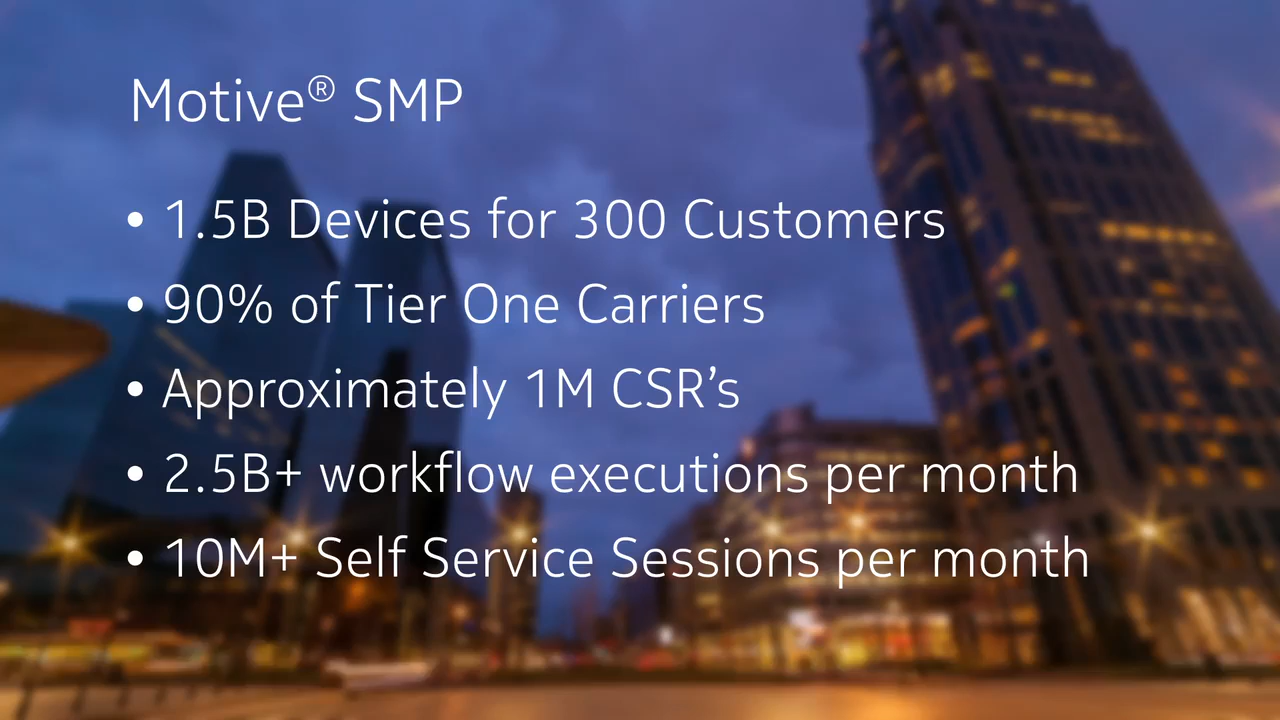 Motive® SMP
• 1.5B Devices for 300 Customers
• 90% of Tier One Carriers
• Approximately 1M CSR’s
• 2.5B+ workflow executions per month
• 10M+ Self Service Sessions per month